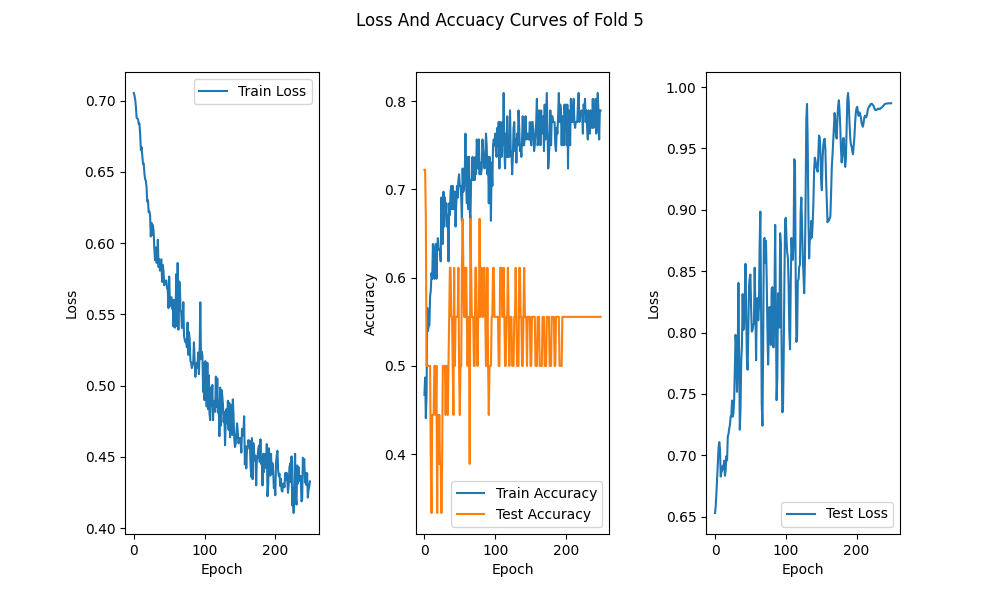 Loss And Accuacy Curves of Fold 5
Loss
0.70
0.65
0.60
0.55
0.50
0.45
0.40
0
100
200
Epoch
Train Loss
Accuracy
0.8
0.7
0.6
0.5
0.4
0
100
200
Epoch
Train Accuracy
Test Accuracy
Loss
1.00
0.95
0.90
0.85
0.80
0.75
0.70
0.65
0
100
200
Epoch
Test Loss